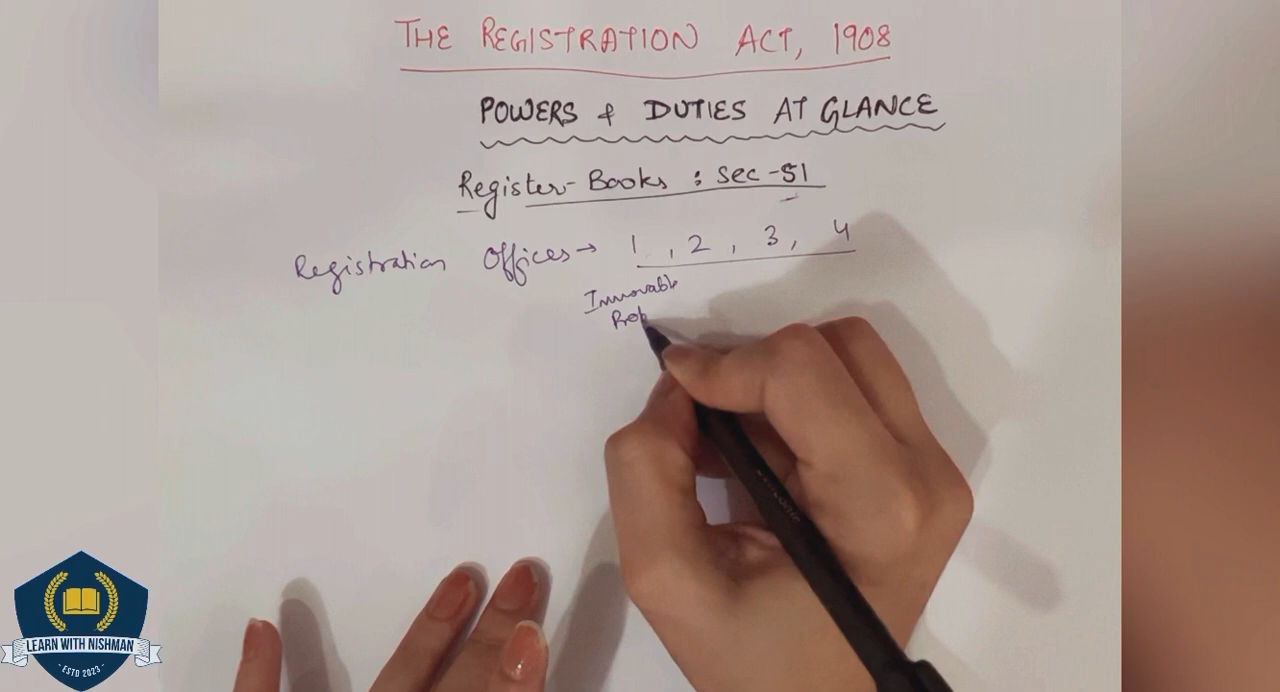 THE REGISTRATION ACT, 1908
POWERS & DUTIES AT GLANCE
Register-Books : Sec-51
Registration Offices → 1 , 2 , 3 , 4
Immovable
Prop
LEARN WITH NISHMAN
- ESTD 2023 -